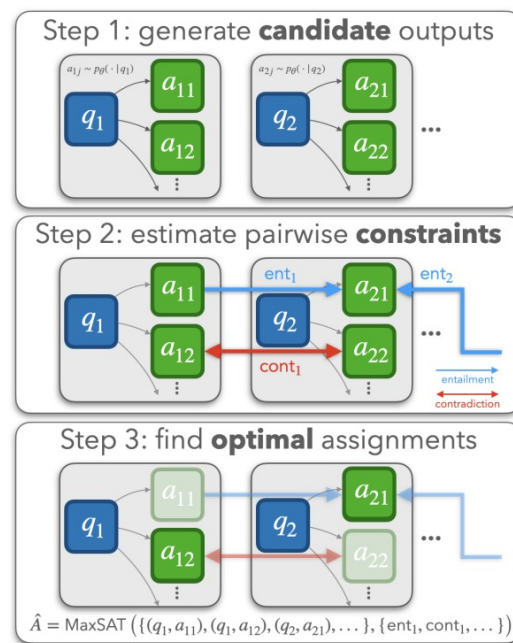 Step 1: generate candidate outputs
a₁ⱼ ~ p_θ( · |q₁) a₂ⱼ ~ p_θ( · |q₂)
a₁₁ a₂₁
q₁ q₂
a₁₂ a₂₂ ...
⋮ ⋮
Step 2: estimate pairwise constraints
ent₁ ent₂
a₁₁ a₂₁
q₁ q₂
a₁₂ a₂₂ ...
cont₁
entailment
contradiction
⋮ ⋮
Step 3: find optimal assignments
a₁₁ a₂₁
q₁ q₂
a₁₂ a₂₂ ...
⋮ ⋮
Â = MaxSAT ({(q₁, a₁₁), (q₁, a₁₂), (q₂, a₂₁), . . . }, {ent₁, cont₁, . . . })